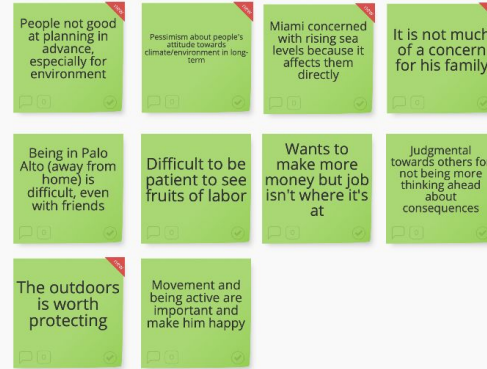 People not good
at planning in
advance,
especially for
environment
new
Pessimism about people's
attitude towards
climate/environment in long-
term
new
Miami concerned
with rising sea
levels because it
affects them
directly
new
It is not much
of a concern
for his family
Being in Palo
Alto (away from
home) is
difficult, even
with friends
Difficult to be
patient to see
fruits of labor
Wants to
make more
money but job
isn't where it's
at
Judgmental
towards others for
not being more
thinking ahead
about
consequences
The outdoors
is worth
protecting
new
Movement and
being active are
important and
make him happy